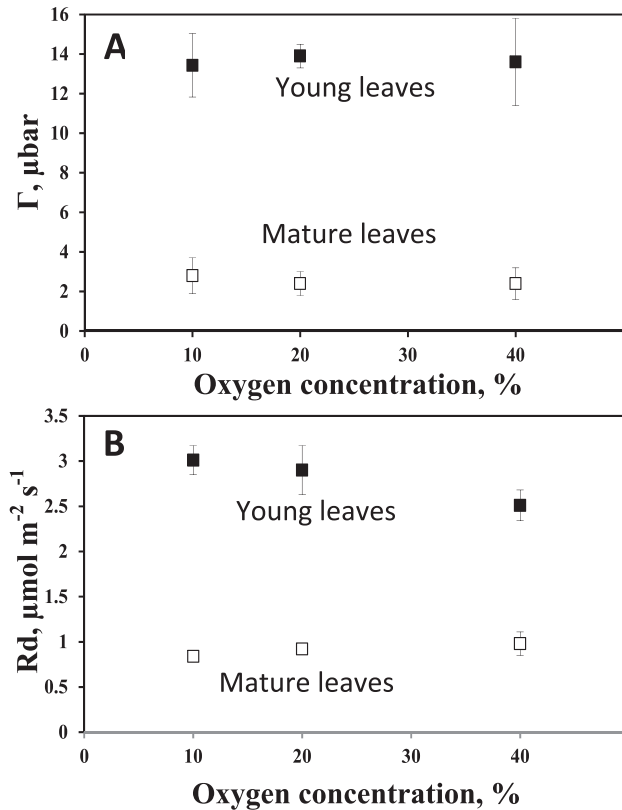 16
A
14
Young leaves
12
10
Γ, μbar
8
6
Mature leaves
4
2
0
0 10 20 30 40
Oxygen concentration, %
3.5
B
3
2.5
Young leaves
2
Rd, μmol m⁻² s⁻¹
1.5
1
Mature leaves
0.5
0
0 10 20 30 40
Oxygen concentration, %